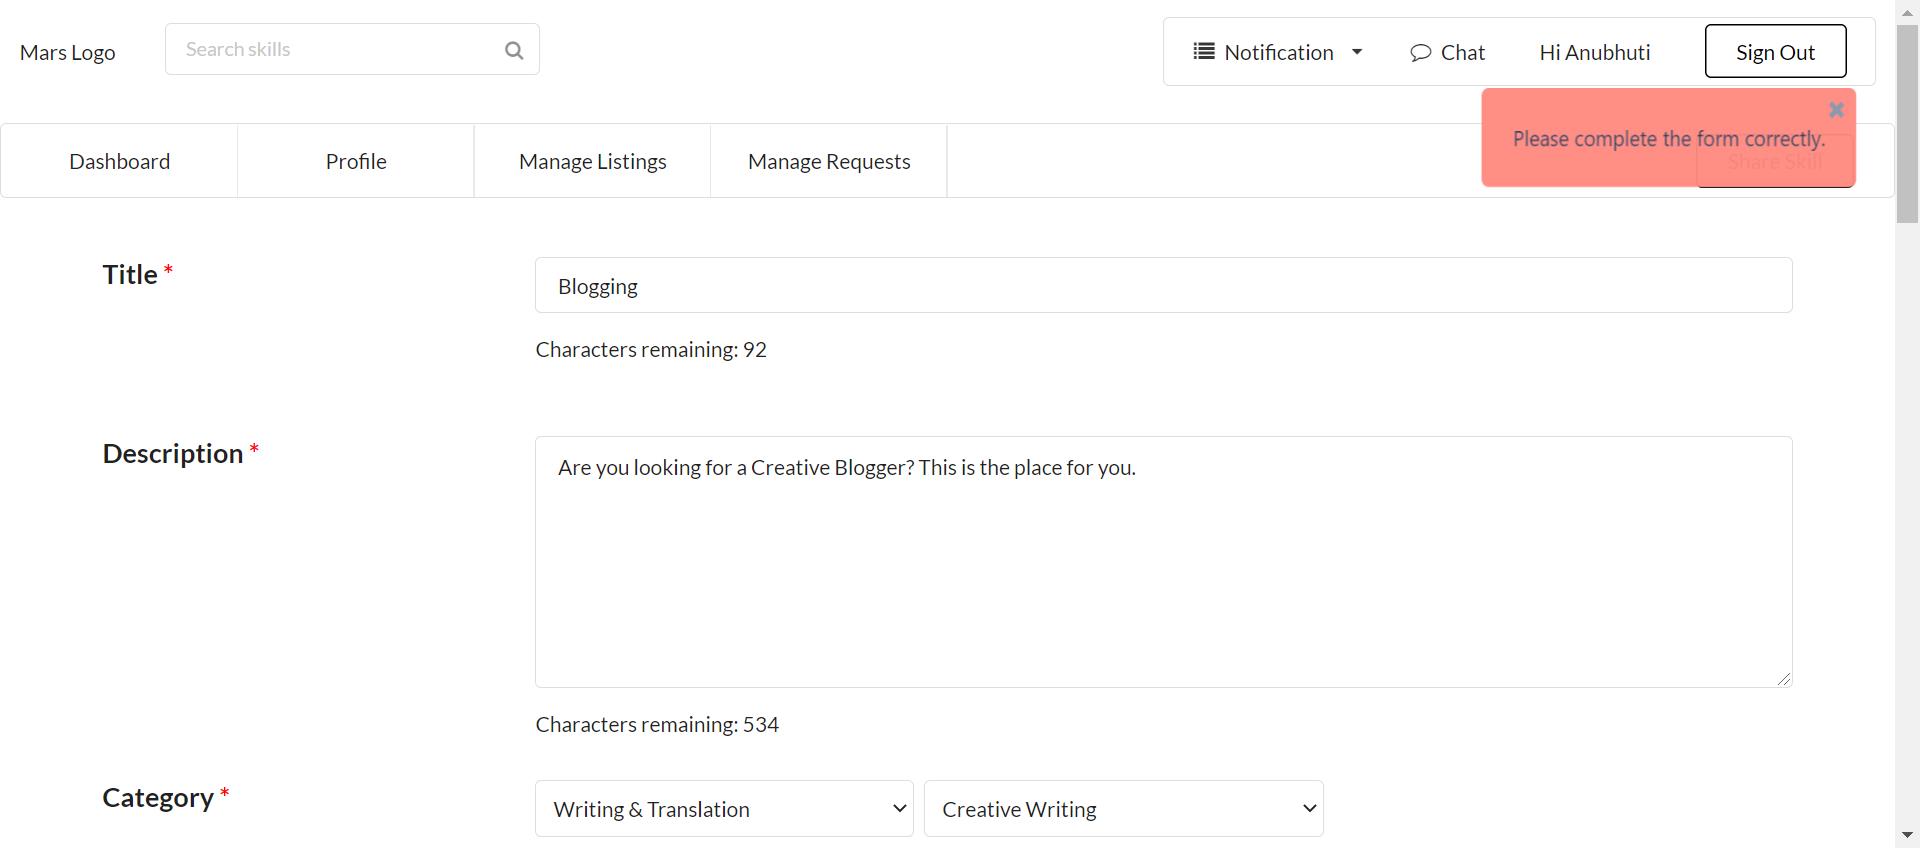 Mars Logo
Search skills
Notification
Chat
Hi Anubhuti
Sign Out
Please complete the form correctly.
Dashboard
Profile
Manage Listings
Manage Requests
Share Skill
Title *
Blogging
Characters remaining: 92
Description *
Are you looking for a Creative Blogger? This is the place for you.
Characters remaining: 534
Category *
Writing & Translation
Creative Writing